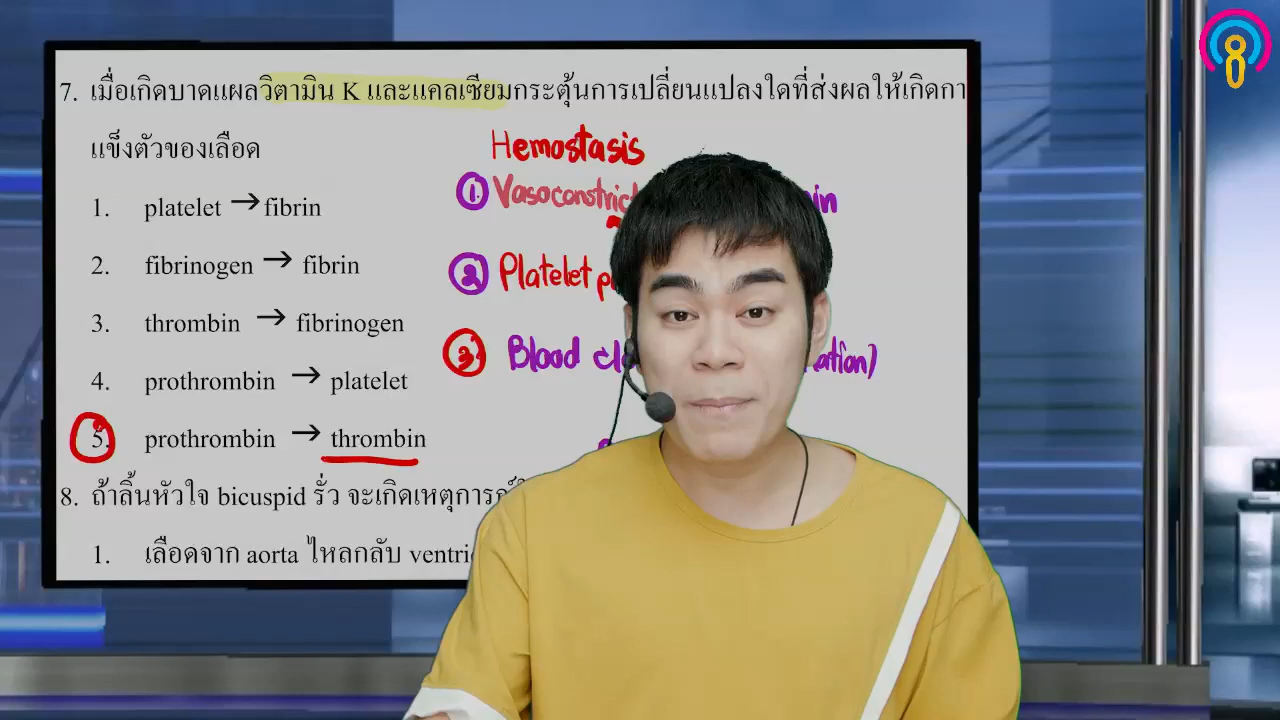 7. เมื่อเกิดบาดแผลวิตามิน K และแคลเซียมกระตุ้นการเปลี่ยนแปลงใดที่ส่งผลให้เกิดกา
แข็งตัวของเลือด
Hemostasis
1. platelet → fibrin
① Vasoconstric
in
2. fibrinogen → fibrin
② Platelet p
3. thrombin → fibrinogen
③ Blood cl ation)
4. prothrombin → platelet
5. prothrombin → thrombin
8. ถ้าลิ้นหัวใจ bicuspid รั่ว จะเกิดเหตุการณ์
1. เลือดจาก aorta ไหลกลับ ventri